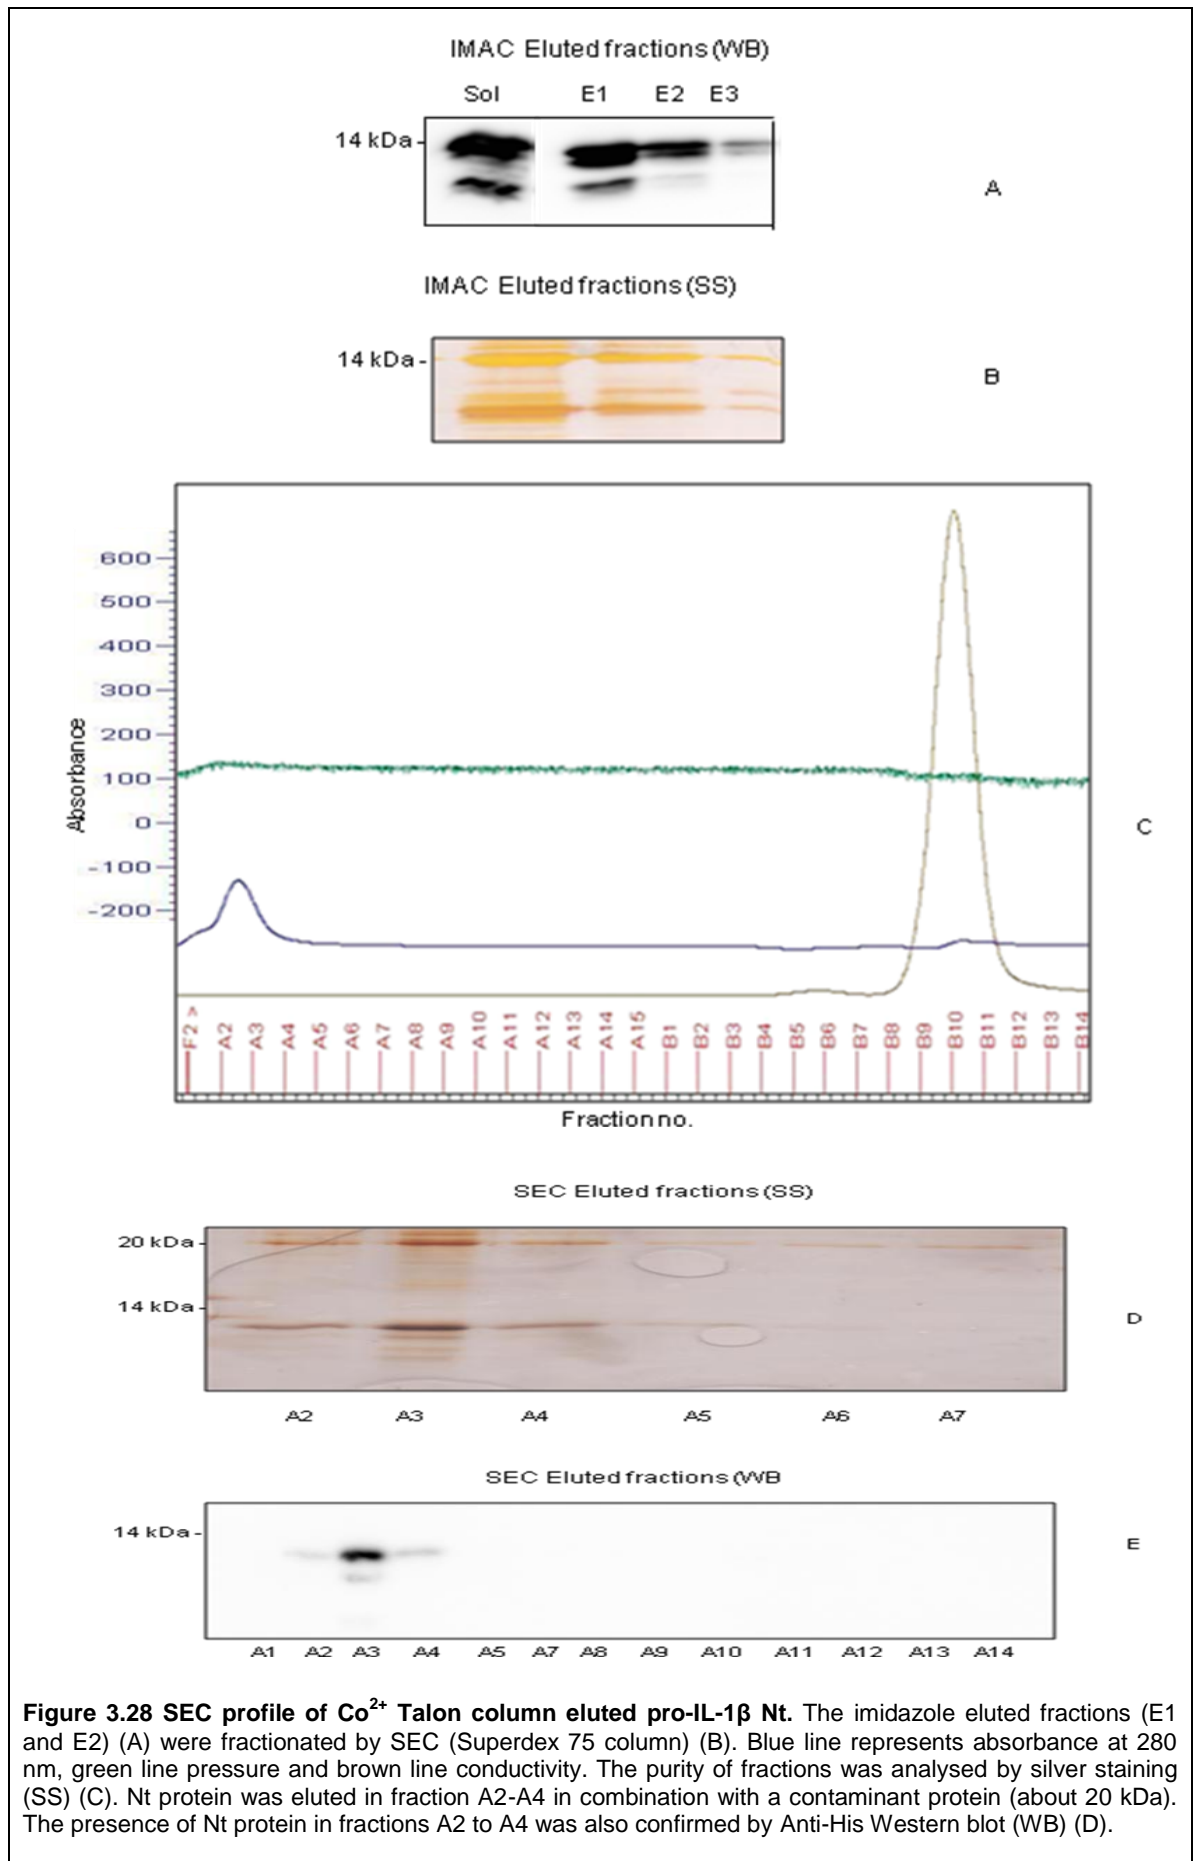 IMAC Eluted fractions (WB)
Sol E1 E2 E3
14 kDa-
A
IMAC Eluted fractions (SS)
14 kDa-
B
600
500
400
300
200
100
0
-100
-200
Absorbance
C
F2 > A2 A3 A4 A5 A6 A7 A8 A9 A10 A11 A12 A13 A14 A15 B1 B2 B3 B4 B5 B6 B7 B8 B9 B10 B11 B12 B13 B14
Fraction no.
SEC Eluted fractions (SS)
20 kDa-
14 kDa-
D
A2 A3 A4 A5 A6 A7
SEC Eluted fractions (WB
14 kDa-
E
A1 A2 A3 A4 A5 A7 A8 A9 A10 A11 A12 A13 A14
Figure 3.28 SEC profile of Co²⁺ Talon column eluted pro-IL-1β Nt. The imidazole eluted fractions (E1
and E2) (A) were fractionated by SEC (Superdex 75 column) (B). Blue line represents absorbance at 280
nm, green line pressure and brown line conductivity. The purity of fractions was analysed by silver staining
(SS) (C). Nt protein was eluted in fraction A2-A4 in combination with a contaminant protein (about 20 kDa).
The presence of Nt protein in fractions A2 to A4 was also confirmed by Anti-His Western blot (WB) (D).